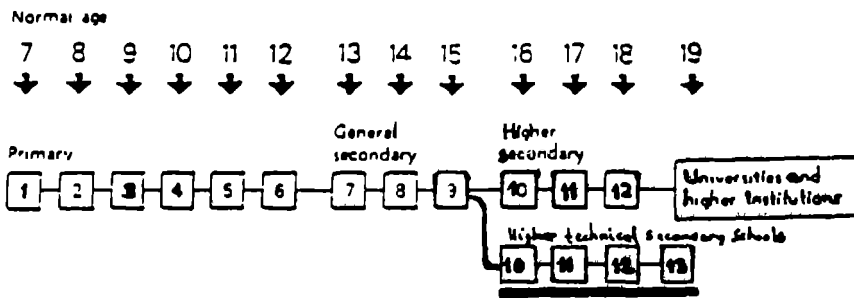 Normal age
7 8 9 10 11 12 13 14 15 16 17 18 19
Primary
General
secondary
Higher
secondary
1 2 3 4 5 6 7 8 9 10 11 12
Universities and
higher Institutions
Higher technical Secondary Schools
10 11 12 13